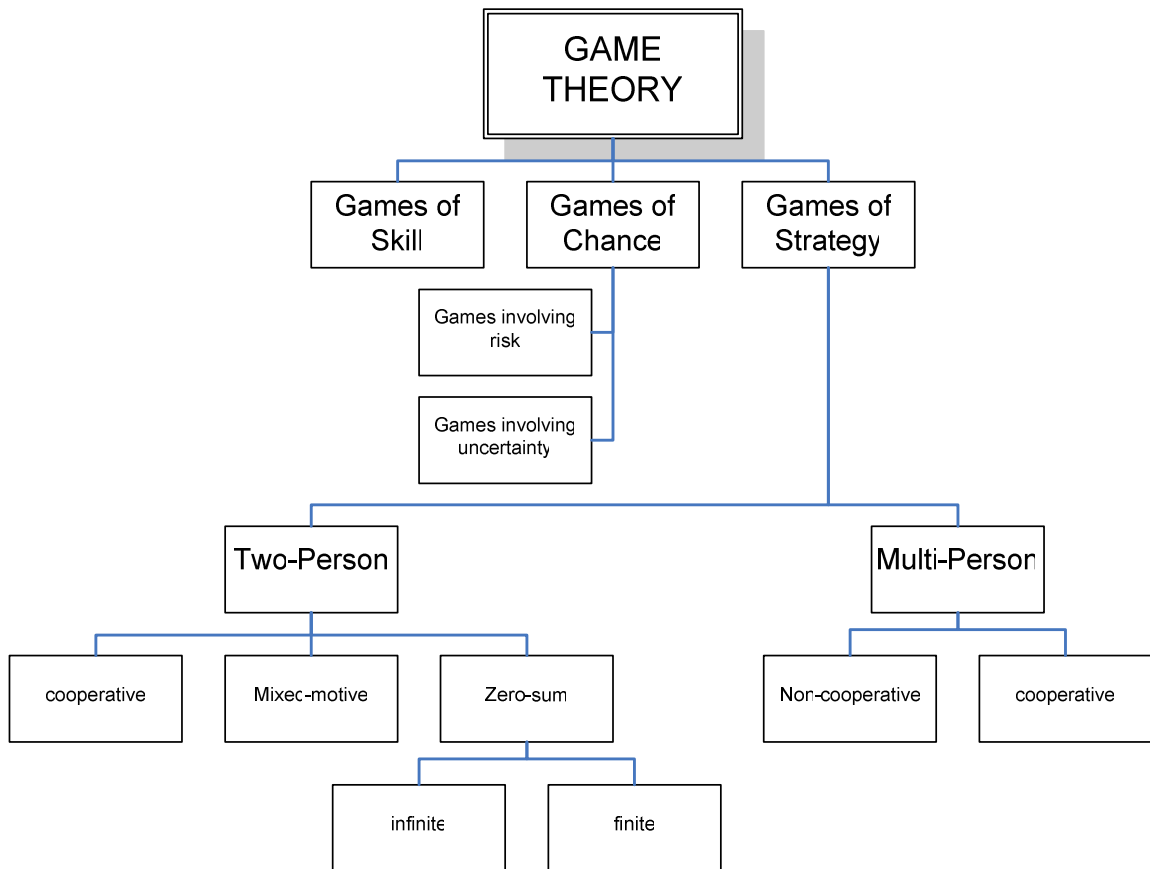 GAME
THEORY
Games of
Skill
Games of
Chance
Games of
Strategy
Games involving
risk
Games involving
uncertainty
Two-Person
Multi-Person
cooperative
Mixed-motive
Zero-sum
Non-cooperative
cooperative
infinite
finite